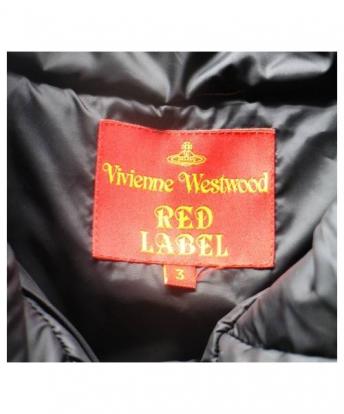 Vivienne Westwood
RED
LABEL
3